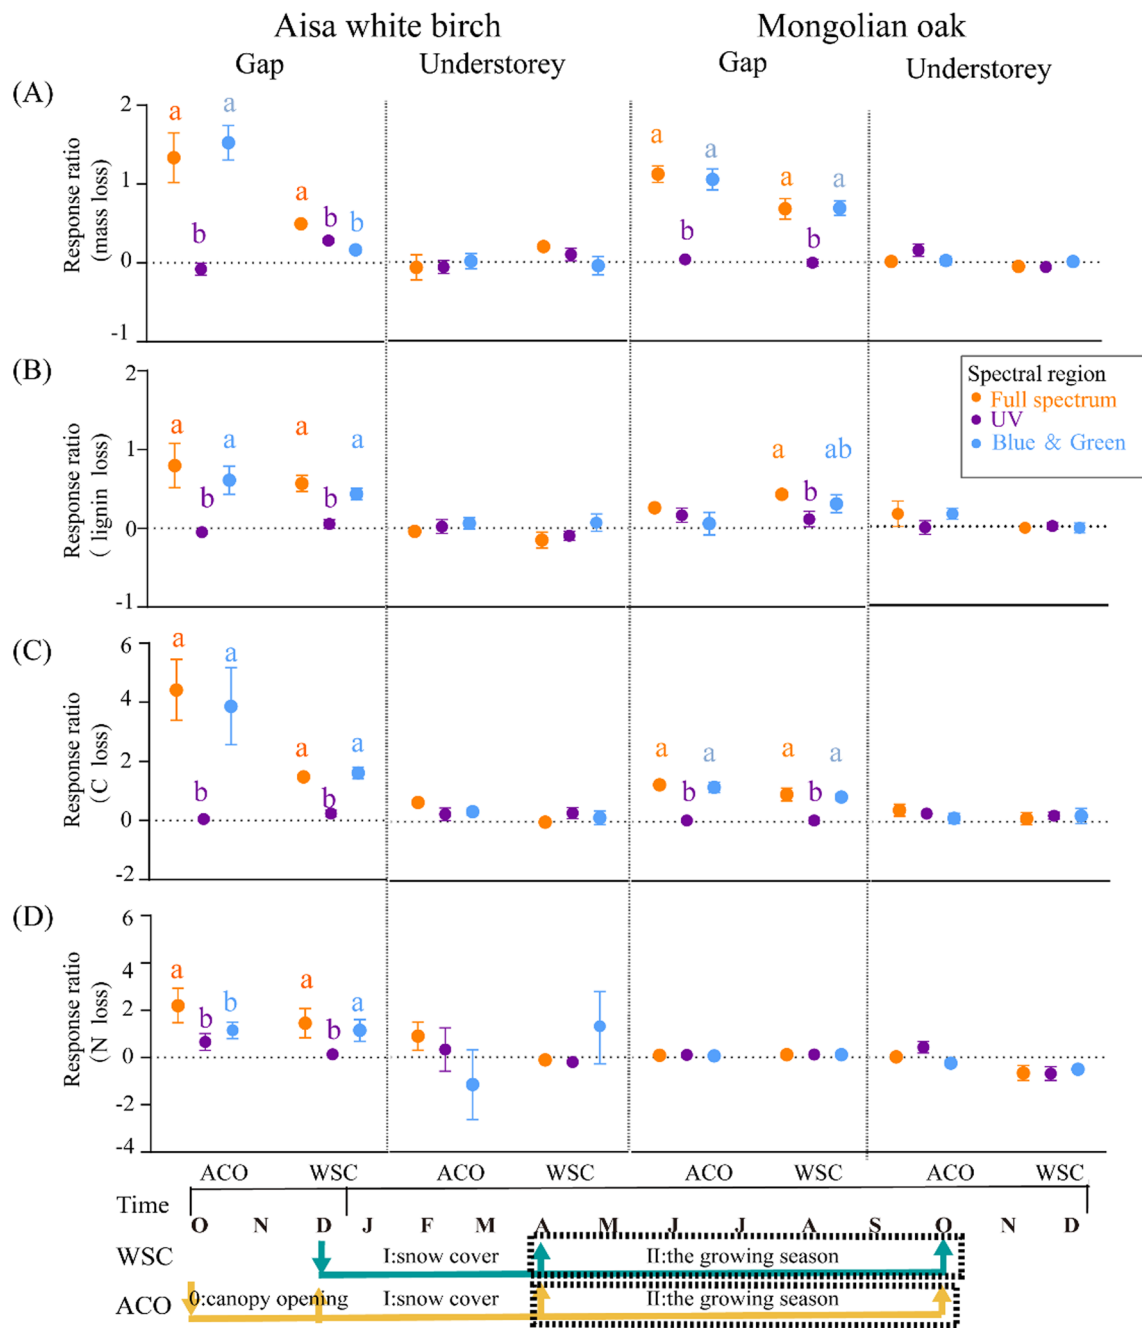 Aisa white birch Mongolian oak
Gap Understorey Gap Understorey
(A)
Response ratio
(mass loss)
2
1
0
-1
a a a b b b
a a b a a b
(B)
Response ratio
( lignin loss)
2
1
0
-1
a b a a b a
a b ab
Spectral region
Full spectrum
UV
Blue & Green
(C)
Response ratio
(C loss)
6
4
2
0
-2
a b a a b a
a b a a b a
(D)
Response ratio
(N loss)
6
4
2
0
-2
-4
a b b a b a
ACO WSC ACO WSC ACO WSC ACO WSC
Time
O N D J F M A M J J A S O N D
WSC I:snow cover II:the growing season
ACO 0:canopy opening I:snow cover II:the growing season